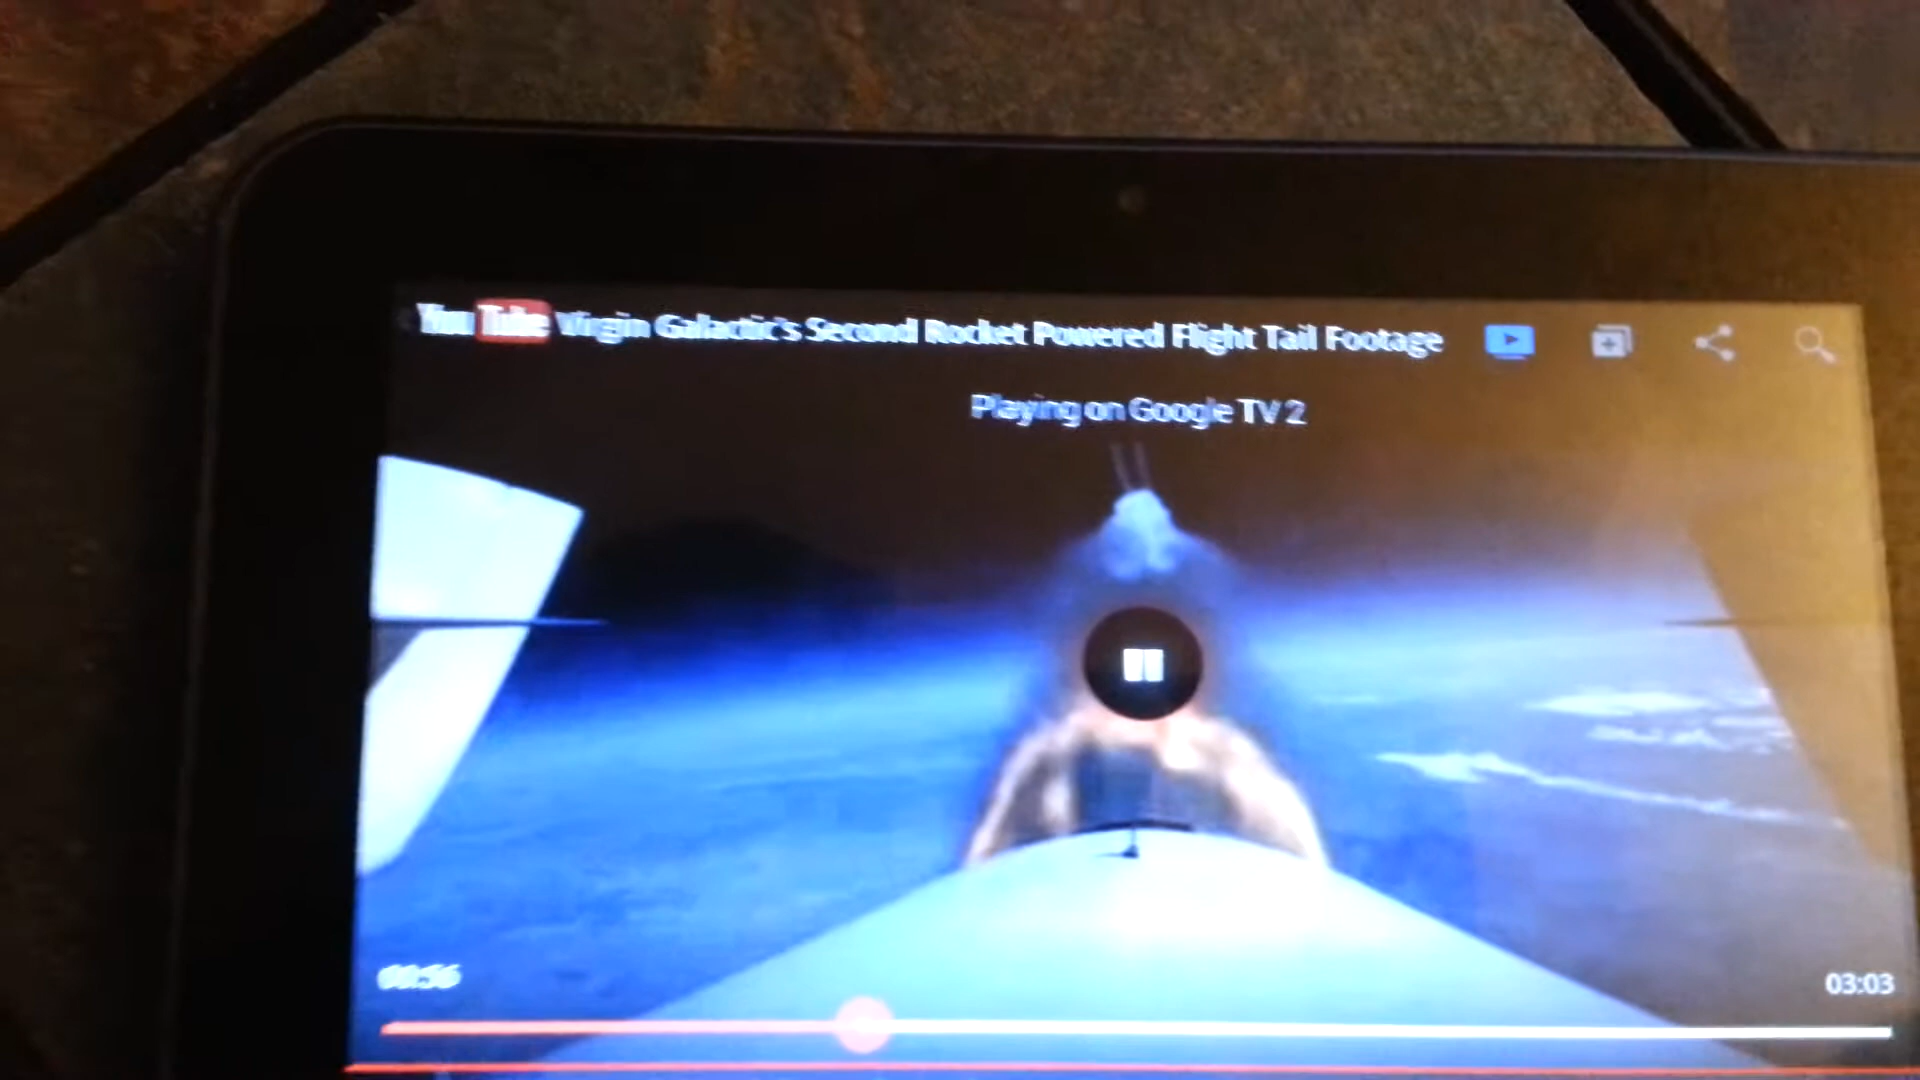 YouTube Virgin Galactic's Second Rocket Powered Flight Tail Footage
Playing on Google TV 2
00:56
03:03